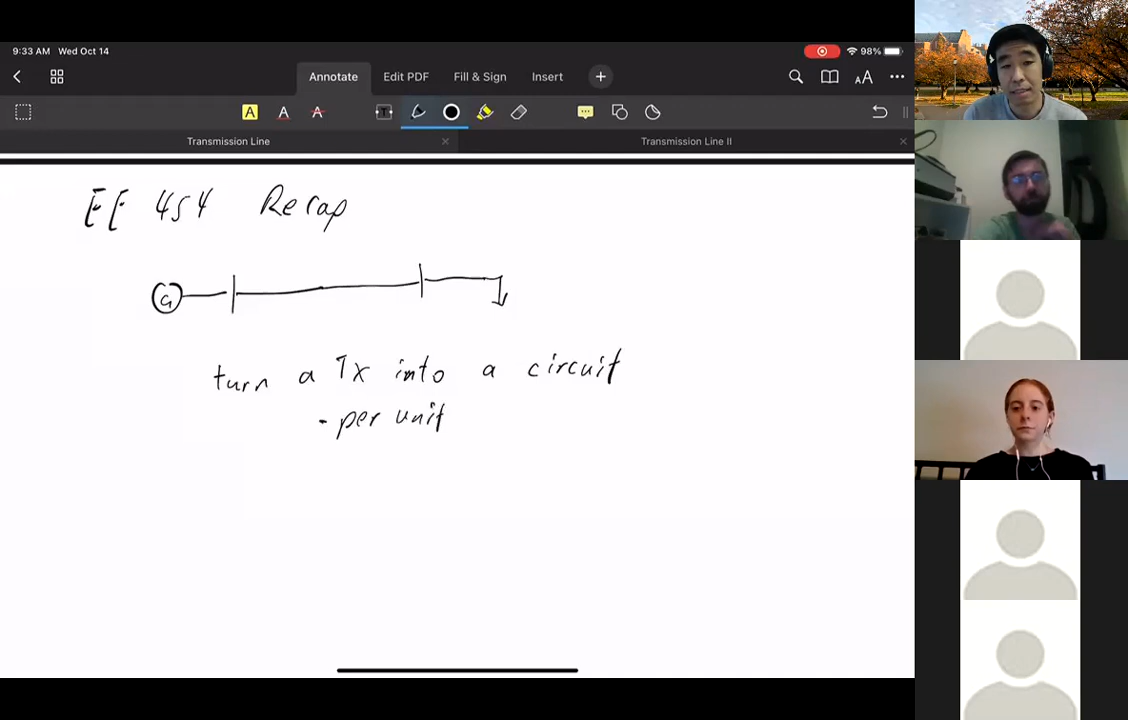 9:33 AM Wed Oct 14
98%
Annotate Edit PDF Fill & Sign Insert +
AA
A A A T
Transmission Line
Transmission Line II
EE 454 Recap
G
turn a Tx into a circuit
- per unit